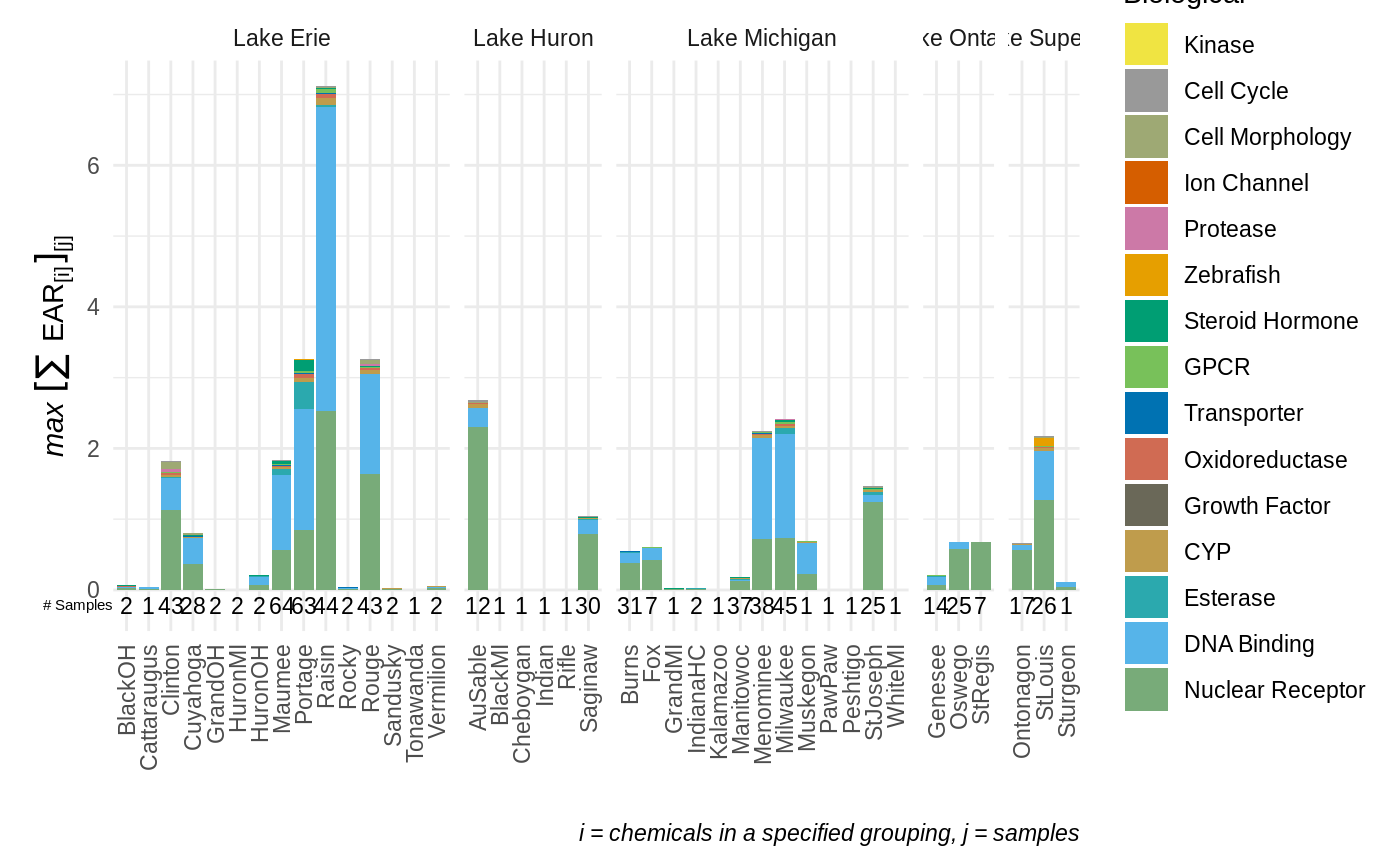 Biological
Lake Erie
Lake Huron
Lake Michigan
ke Onta
ke Supe
Kinase
Cell Cycle
Cell Morphology
Ion Channel
Protease
Zebrafish
Steroid Hormone
GPCR
Transporter
Oxidoreductase
Growth Factor
CYP
Esterase
DNA Binding
Nuclear Receptor
max [∑ EAR[i]][j]
6
4
2
0
# Samples 2 1 43 28 2 2 2 64 63 44 2 43 2 1 2 12 1 1 1 1 30 31 7 1 2 1 37 38 45 1 1 1 25 1 14 25 7 17 26 1
BlackOH
Cattaraugus
Clinton
Cuyahoga
GrandOH
HuronMI
HuronOH
Maumee
Portage
Raisin
Rocky
Rouge
Sandusky
Tonawanda
Vermilion
AuSable
BlackMI
Cheboygan
Indian
Rifle
Saginaw
Burns
Fox
GrandMI
IndianaHC
Kalamazoo
Manitowoc
Menominee
Milwaukee
Muskegon
PawPaw
Peshtigo
StJoseph
WhiteMI
Genesee
Oswego
StRegis
Ontonagon
StLouis
Sturgeon
i = chemicals in a specified grouping, j = samples